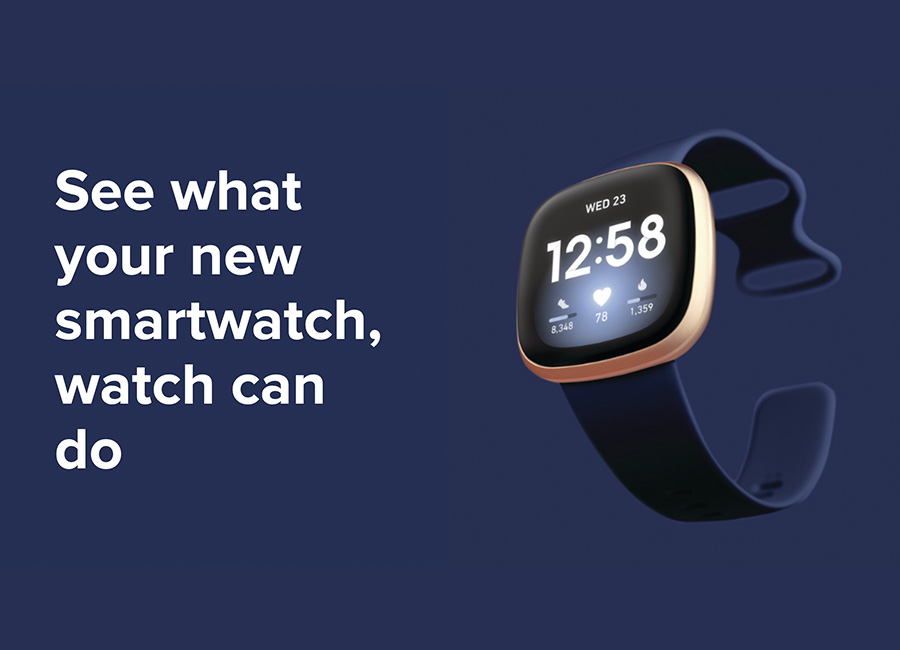 See what
your new
smartwatch,
watch can
do
WED 23
12:58
8,348 78 1,359